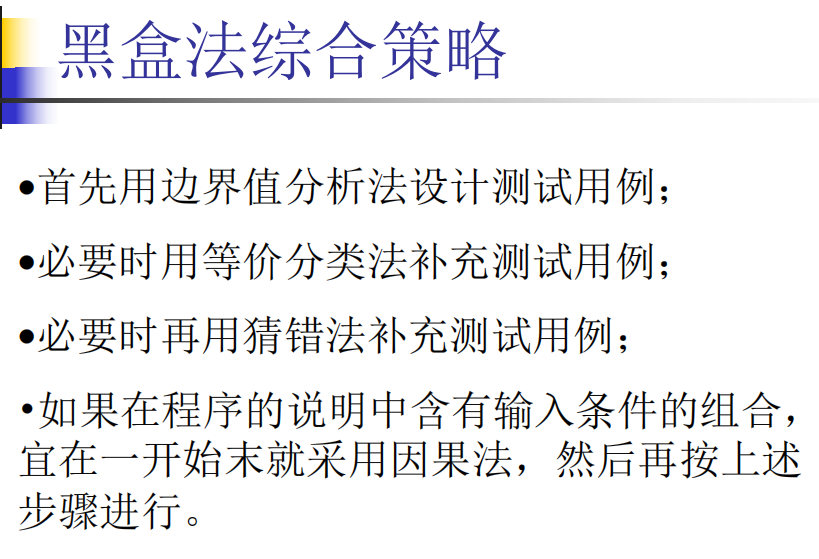 黑盒法综合策略
•首先用边界值分析法设计测试用例；
•必要时用等价分类法补充测试用例；
•必要时再用猜错法补充测试用例；
•如果在程序的说明中含有输入条件的组合，
宜在一开始末就采用因果法，然后再按上述
步骤进行。